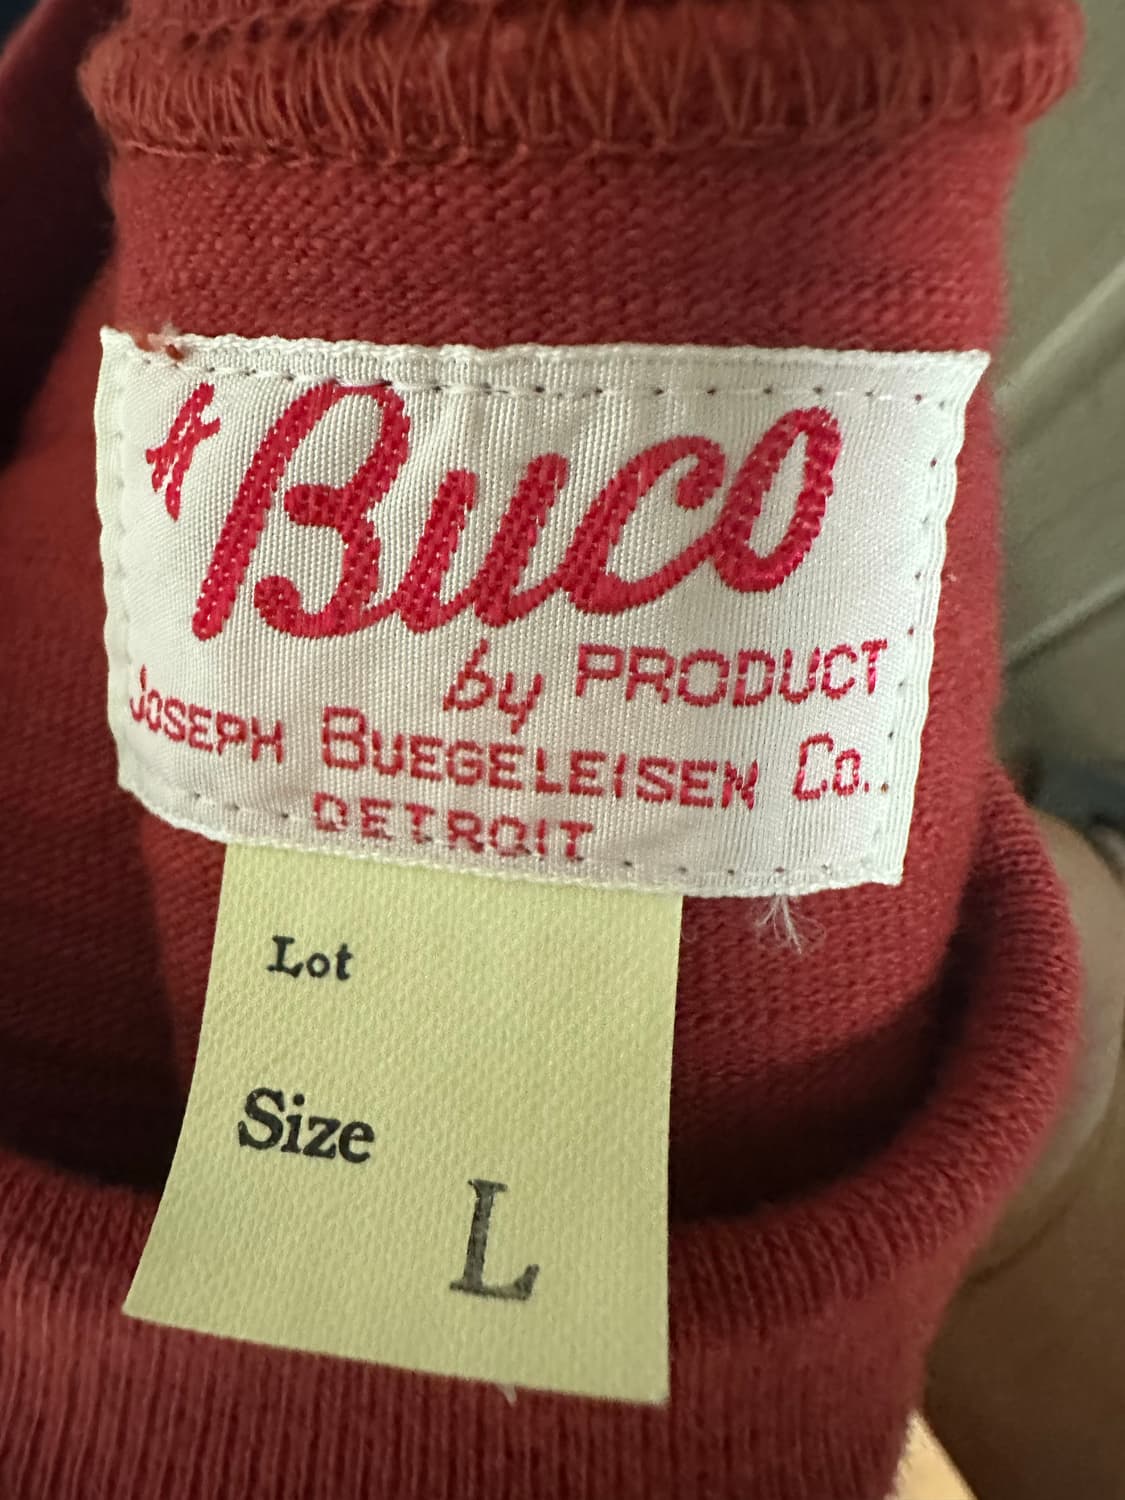 A Buco
by PRODUCT
JOSEPH BUEGELEISEN Co.
DETROIT
Lot
Size
L